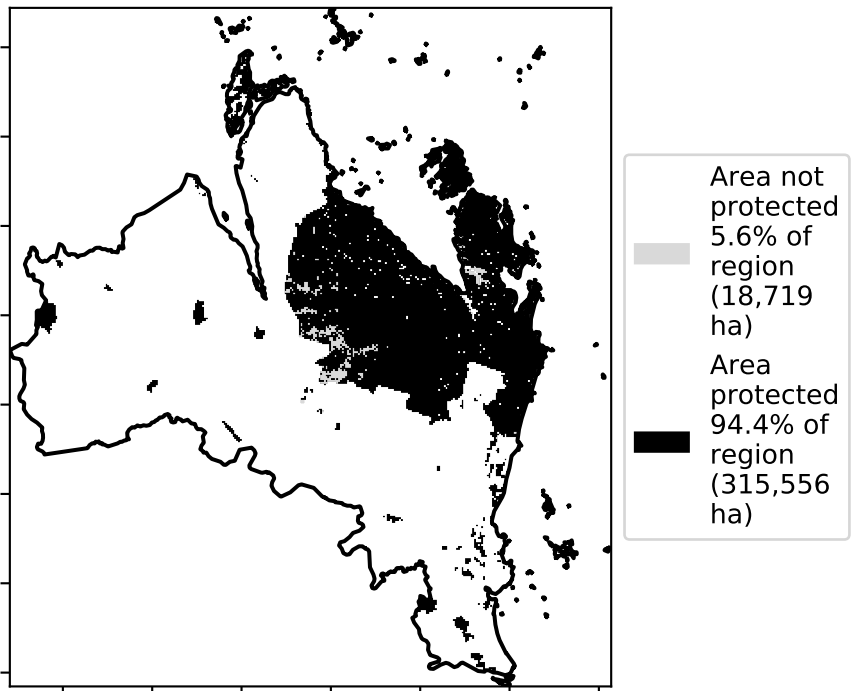 Area not
protected
5.6% of
region
(18,719
ha)
Area
protected
94.4% of
region
(315,556
ha)